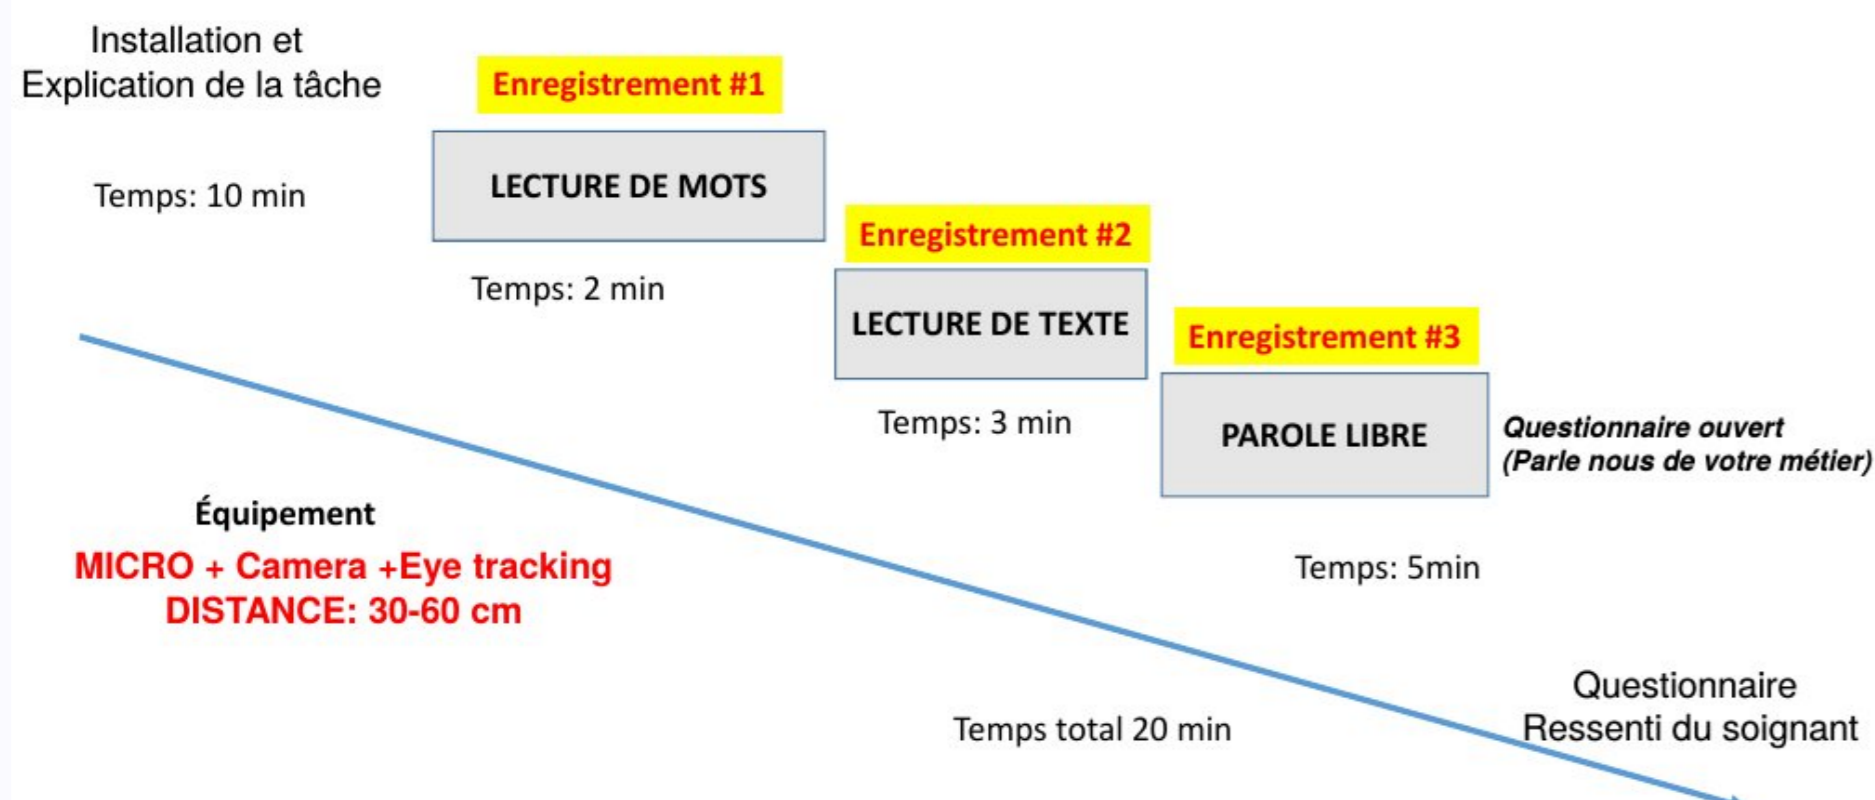 Installation et
Explication de la tâche
Temps: 10 min
Enregistrement #1
LECTURE DE MOTS
Temps: 2 min
Enregistrement #2
LECTURE DE TEXTE
Temps: 3 min
Enregistrement #3
PAROLE LIBRE
Questionnaire ouvert
(Parle nous de votre métier)
Temps: 5min
Équipement
MICRO + Camera +Eye tracking
DISTANCE: 30-60 cm
Temps total 20 min
Questionnaire
Ressenti du soignant